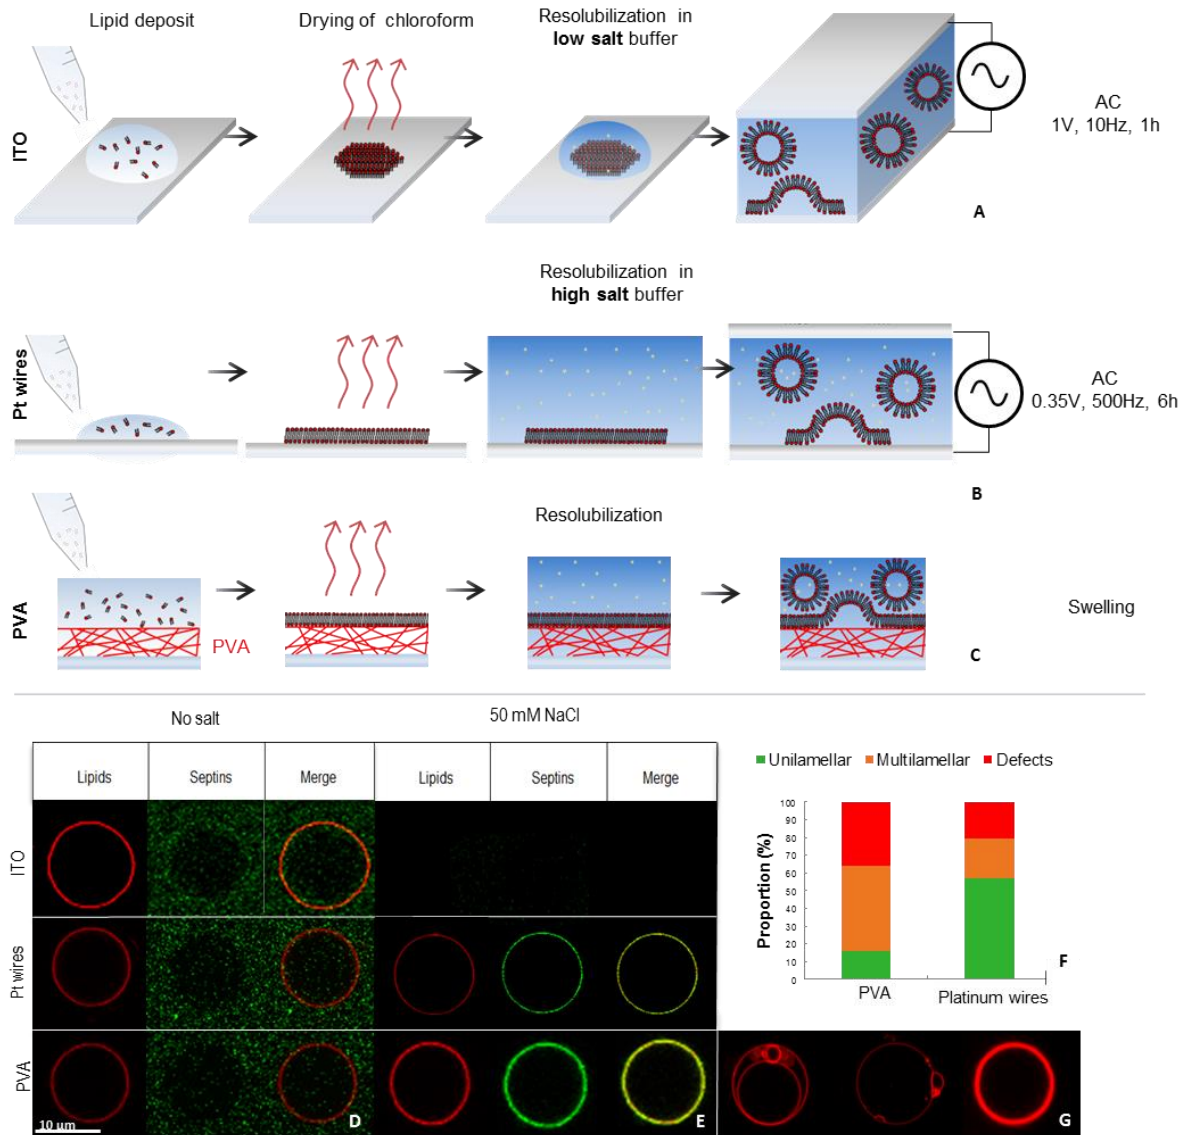 Lipid deposit
Drying of chloroform
Resolubilization in
low salt buffer
ITO
AC
1V, 10Hz, 1h
A
Resolubilization in
high salt buffer
Pt wires
AC
0.35V, 500Hz, 6h
B
Resolubilization
PVA
PVA
Swelling
C
No salt
50 mM NaCl
Lipids
Septins
Merge
Lipids
Septins
Merge
ITO
Pt wires
PVA
10 µm
D
E
Unilamellar
Multilamellar
Defects
Proportion (%)
100
90
80
70
60
50
40
30
20
10
0
PVA
Platinum wires
F
G